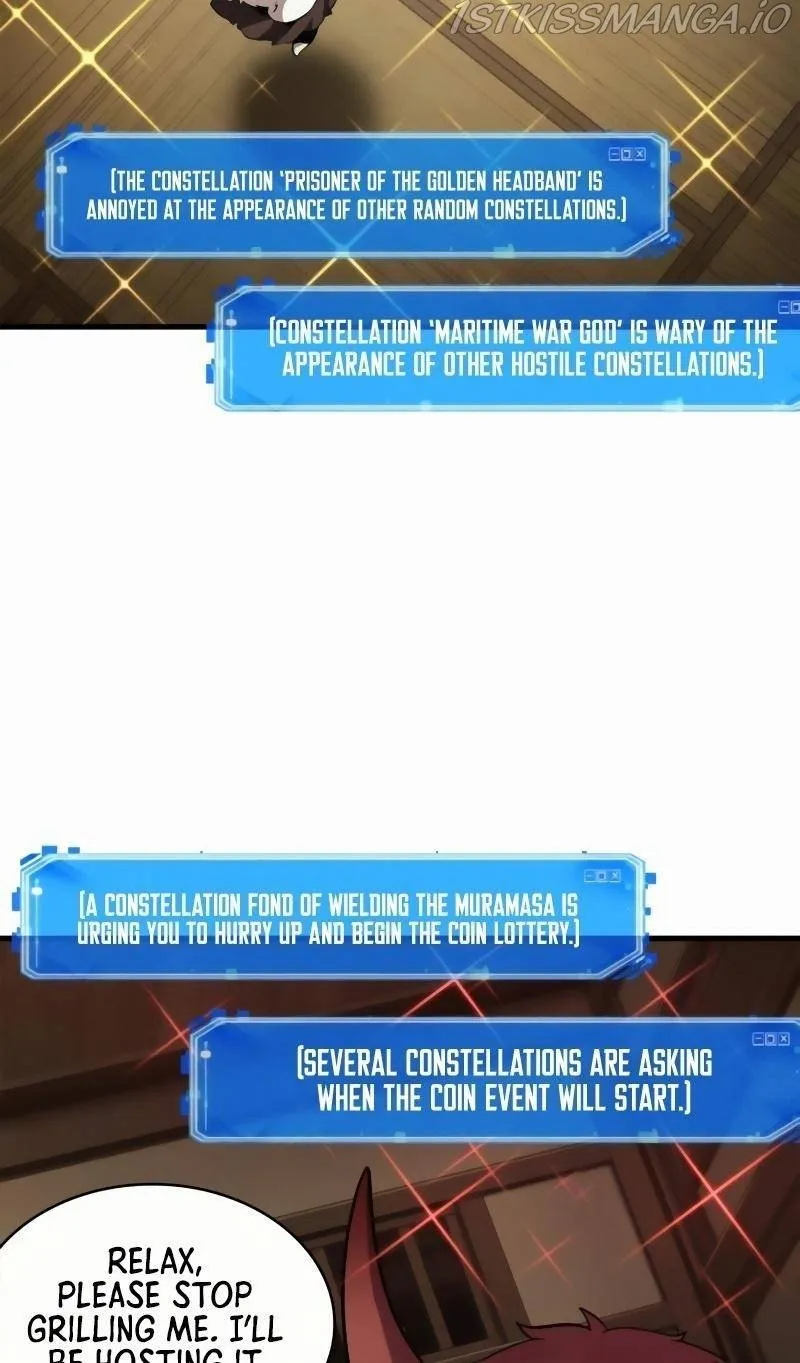 1STKISSMANGA.IO
[THE CONSTELLATION 'PRISONER OF THE GOLDEN HEADBAND' IS
ANNOYED AT THE APPEARANCE OF OTHER RANDOM CONSTELLATIONS.]
[CONSTELLATION 'MARITIME WAR GOD' IS WARY OF THE
APPEARANCE OF OTHER HOSTILE CONSTELLATIONS.]
[A CONSTELLATION FOND OF WIELDING THE MURAMASA IS
URGING YOU TO HURRY UP AND BEGIN THE COIN LOTTERY.]
[SEVERAL CONSTELLATIONS ARE ASKING
WHEN THE COIN EVENT WILL START.]
RELAX,
PLEASE STOP
GRILLING ME. I'LL
BE HOSTING IT